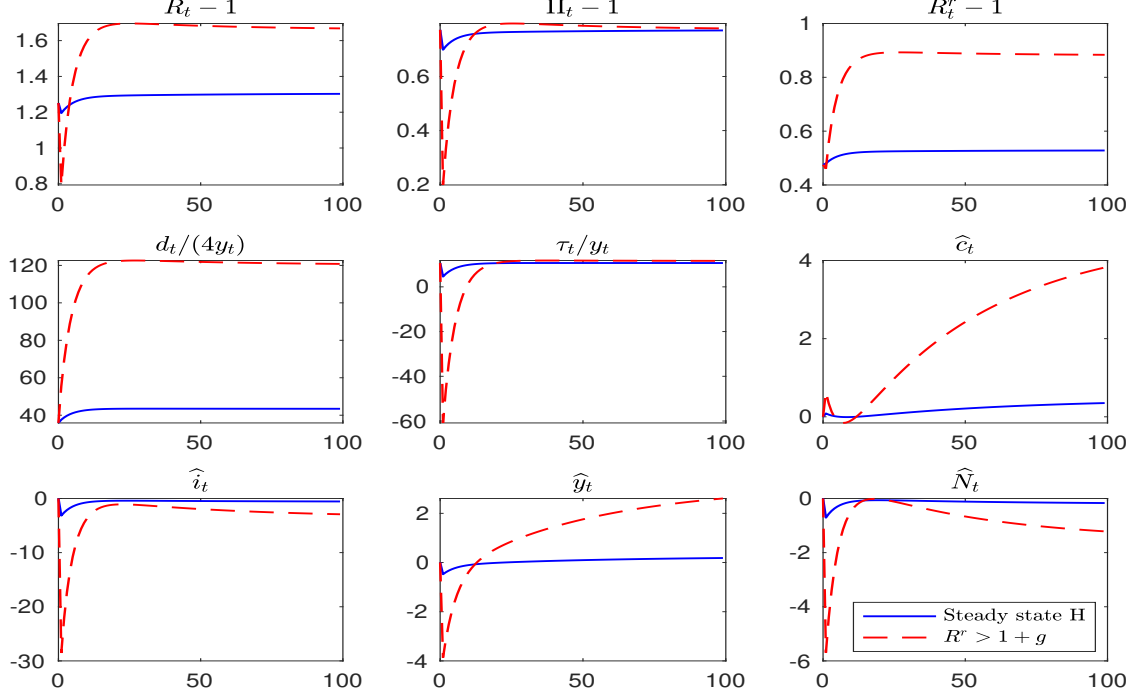 R_t − 1
Π_t − 1
R^r_t − 1
1.6
1.4
1.2
1
0.8
0 50 100
0.6
0.4
0.2
0 50 100
1
0.8
0.6
0.4
0 50 100
d_t/(4y_t)
τ_t/y_t
ĉ_t
120
100
80
60
40
0 50 100
0
-20
-40
-60
0 50 100
4
2
0
0 50 100
î_t
ŷ_t
N̂_t
0
-10
-20
-30
0 50 100
2
0
-2
-4
0 50 100
0
-2
-4
-6
0 50 100
Steady state H
R^r > 1 + g